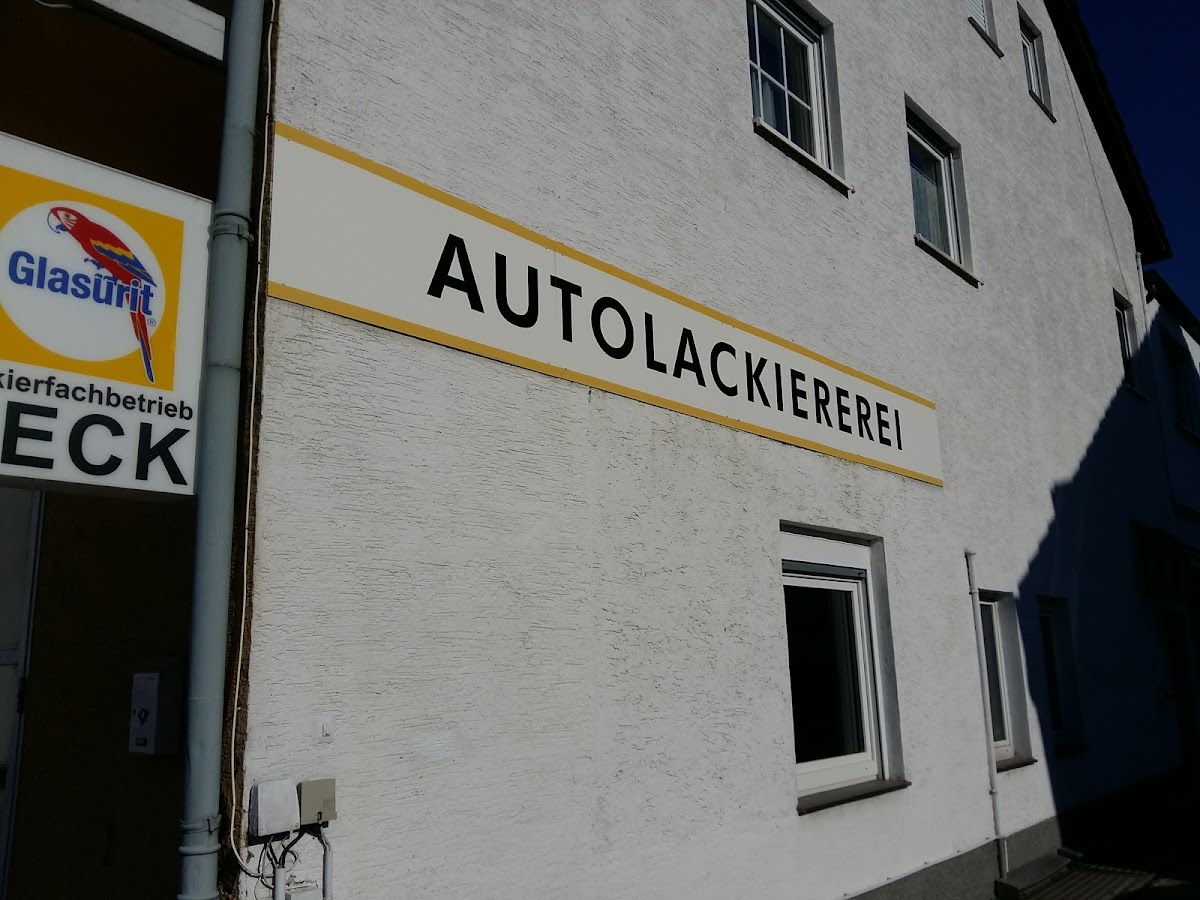 Glasurit
®
kierfachbetrieb
ECK
AUTOLACKIEREREI